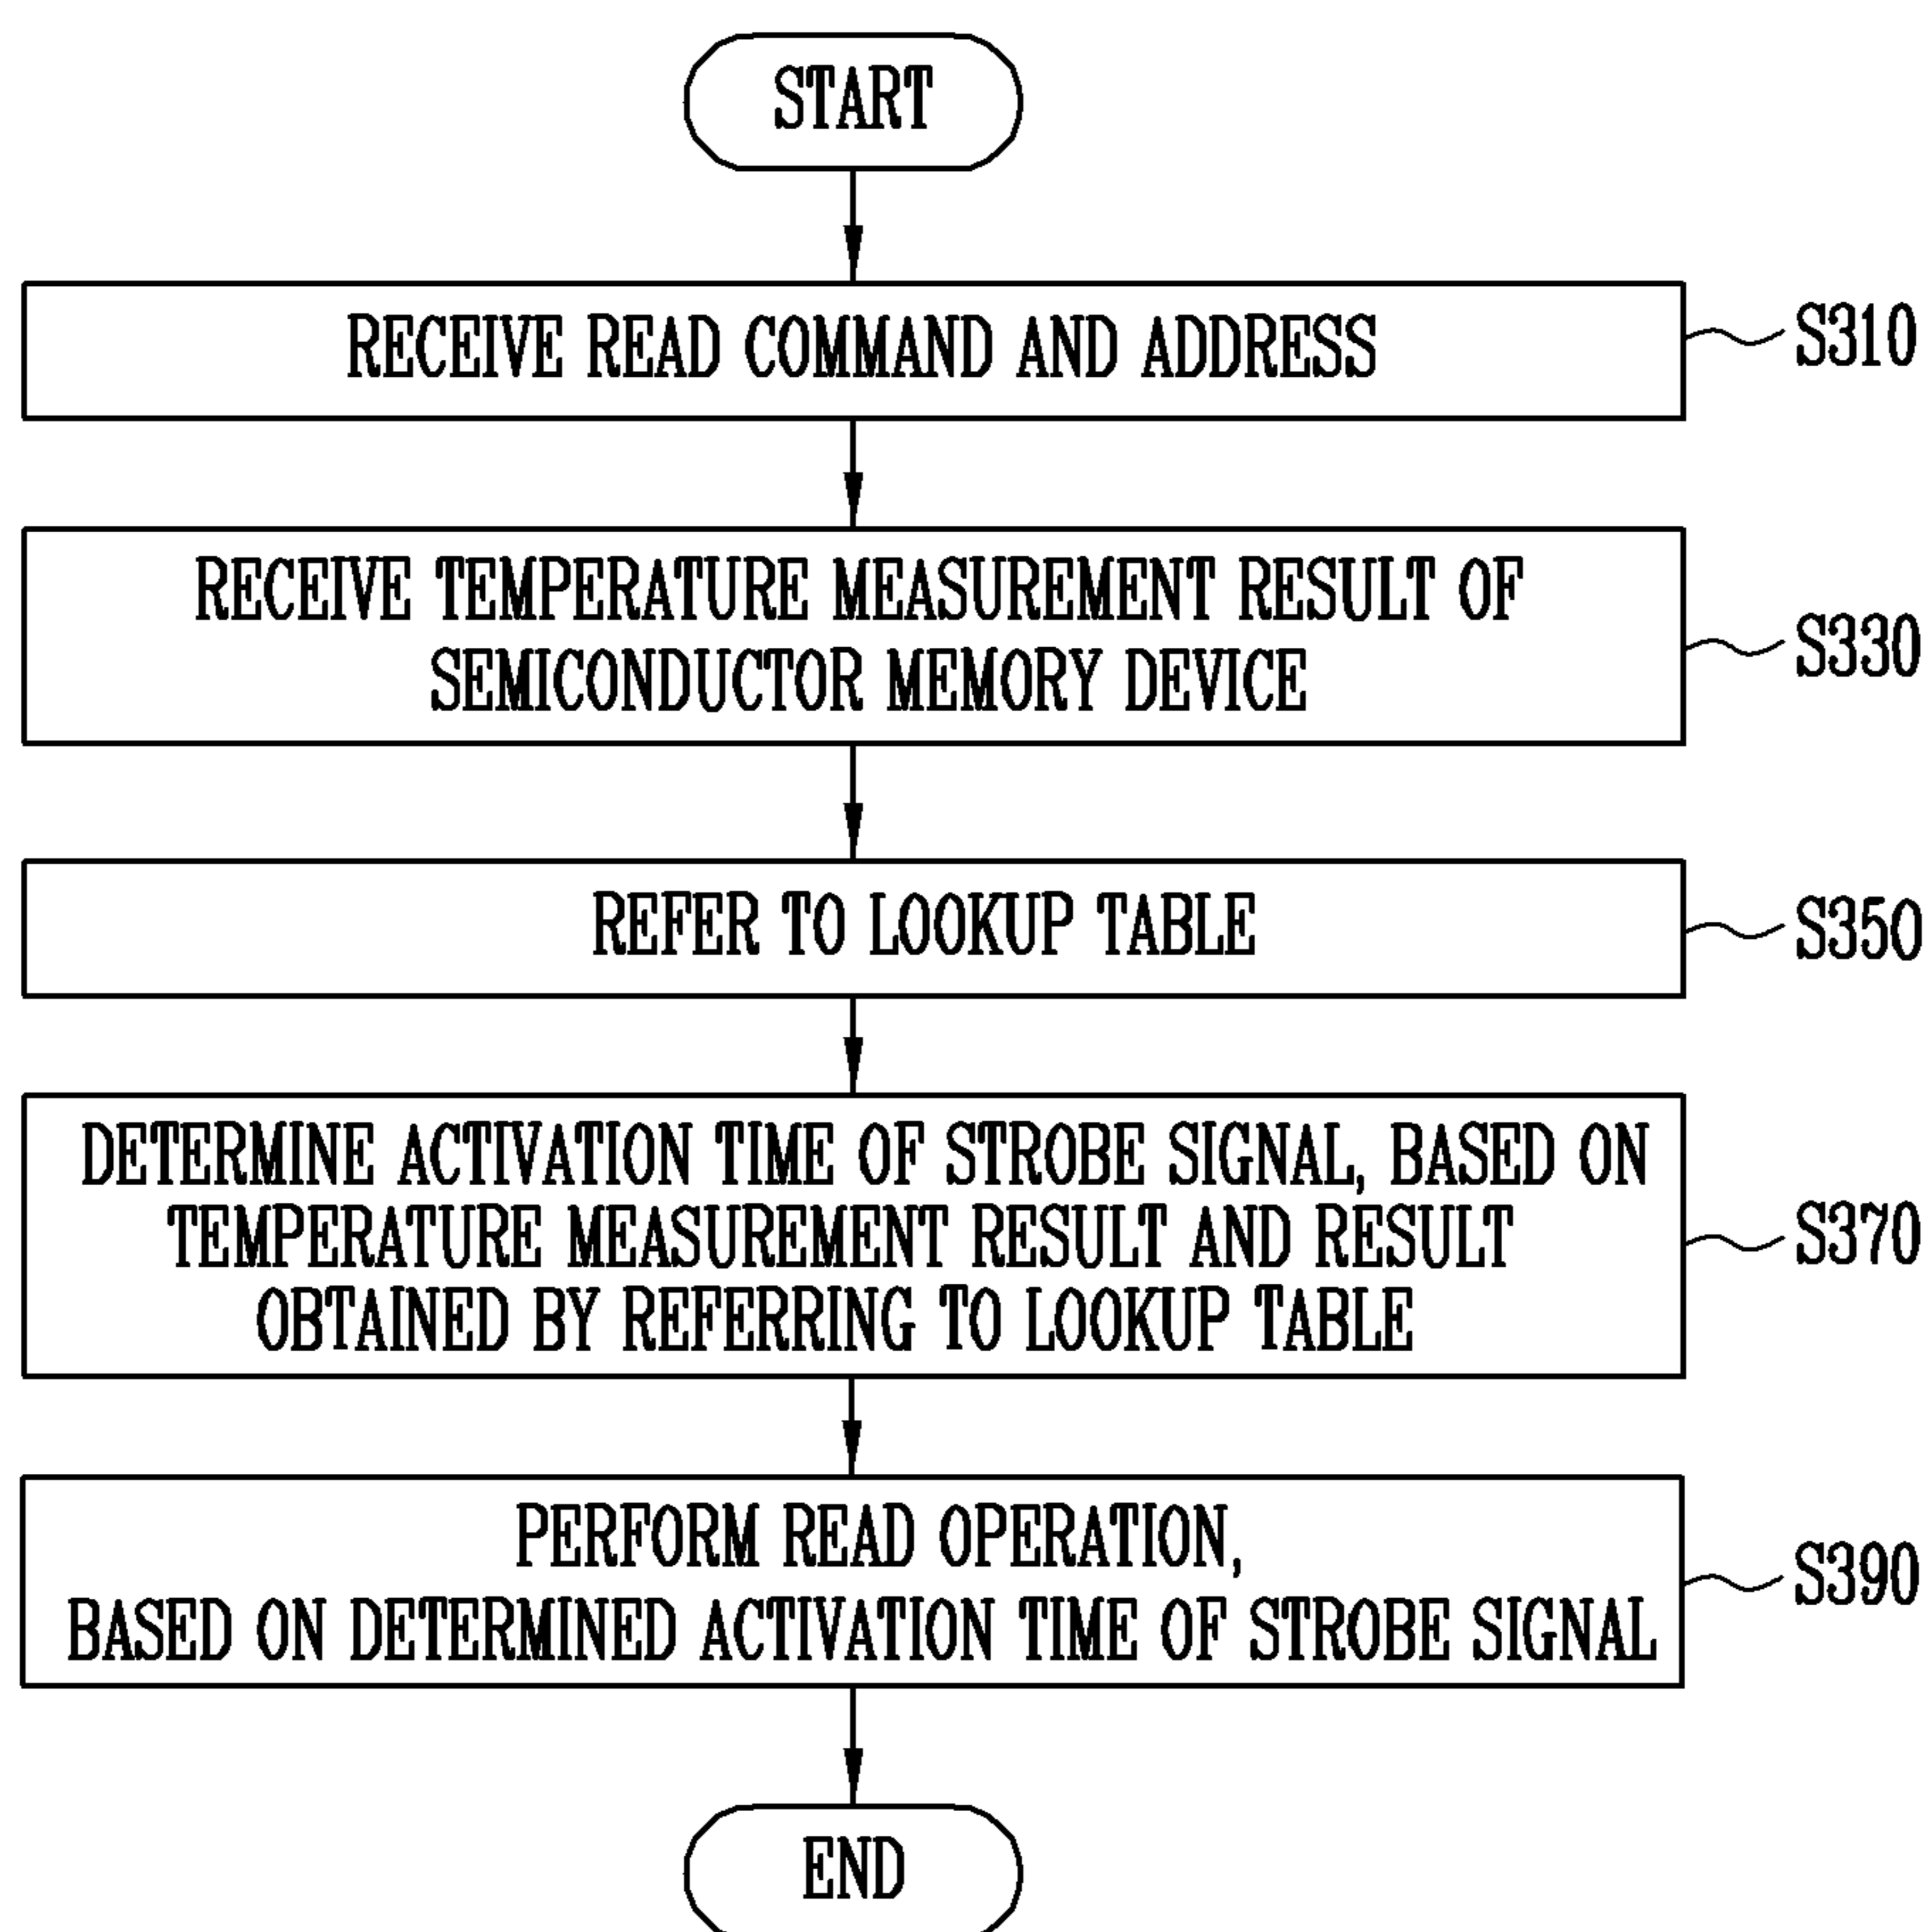 START
RECEIVE READ COMMAND AND ADDRESS
S310
RECEIVE TEMPERATURE MEASUREMENT RESULT OF
SEMICONDUCTOR MEMORY DEVICE
S330
REFER TO LOOKUP TABLE
S350
DETERMINE ACTIVATION TIME OF STROBE SIGNAL, BASED ON
TEMPERATURE MEASUREMENT RESULT AND RESULT
OBTAINED BY REFERRING TO LOOKUP TABLE
S370
PERFORM READ OPERATION,
BASED ON DETERMINED ACTIVATION TIME OF STROBE SIGNAL
S390
END